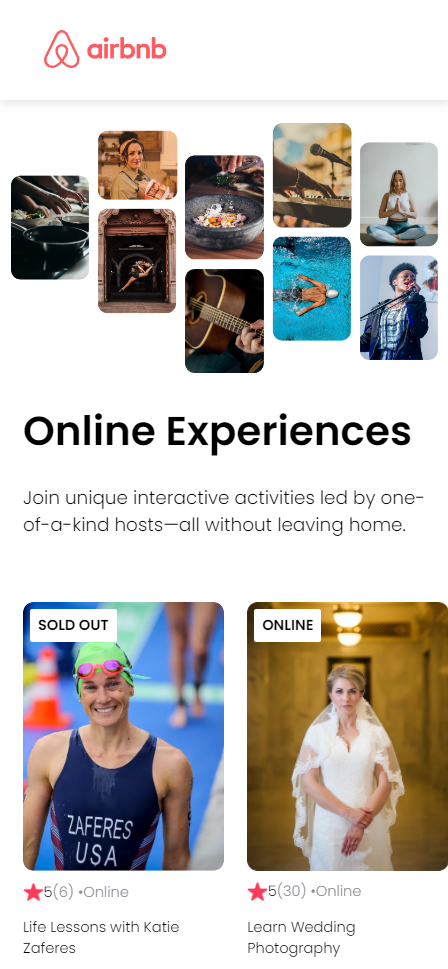 airbnb
Online Experiences
Join unique interactive activities led by one-
of-a-kind hosts—all without leaving home.
SOLD OUT
ZAFERES
USA
5(6) •Online
Life Lessons with Katie
Zaferes
ONLINE
5(30) •Online
Learn Wedding
Photography